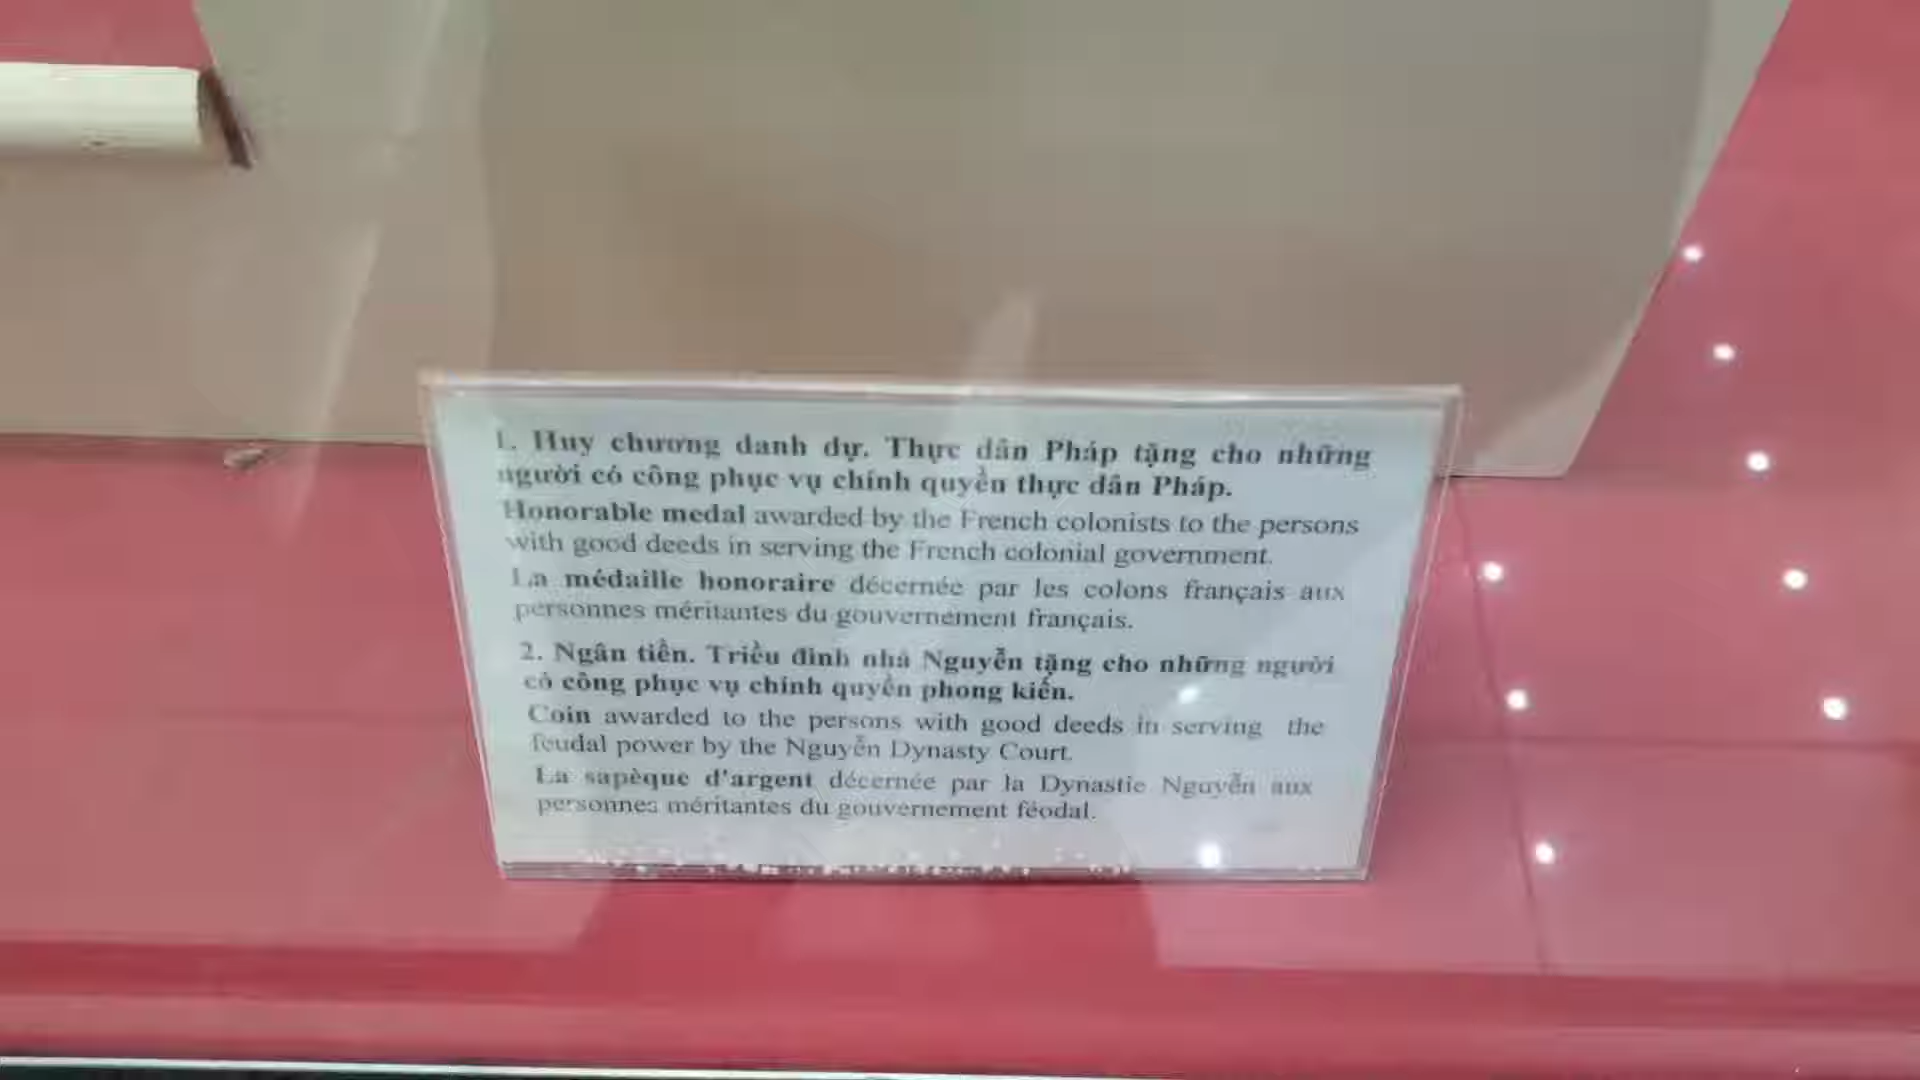 1. Huy chương danh dự. Thực dân Pháp tặng cho những
người có công phục vụ chính quyền thực dân Pháp.
Honorable medal awarded by the French colonists to the persons
with good deeds in serving the French colonial government.
La médaille honoraire décernée par les colons français aux
personnes méritantes du gouvernement français.
2. Ngân tiền. Triều đình nhà Nguyễn tặng cho những người
có công phục vụ chính quyền phong kiến.
Coin awarded to the persons with good deeds in serving the
feudal power by the Nguyễn Dynasty Court.
La sapèque d'argent décernée par la Dynastie Nguyễn aux
personnes méritantes du gouvernement féodal.